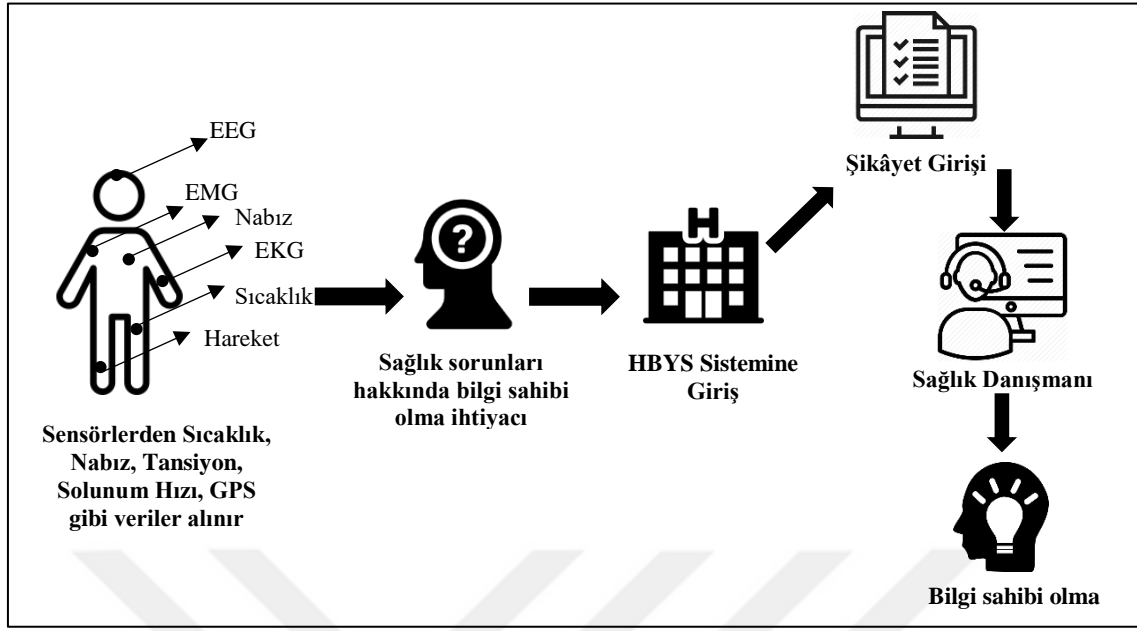 EEG
EMG
Nabız
EKG
Sıcaklık
Hareket
Sensörlerden Sıcaklık,
Nabız, Tansiyon,
Solunum Hızı, GPS
gibi veriler alınır
?
Sağlık sorunları
hakkında bilgi sahibi
olma ihtiyacı
H
HBYS Sistemine
Giriş
Şikâyet Girişi
Sağlık Danışmanı
Bilgi sahibi olma